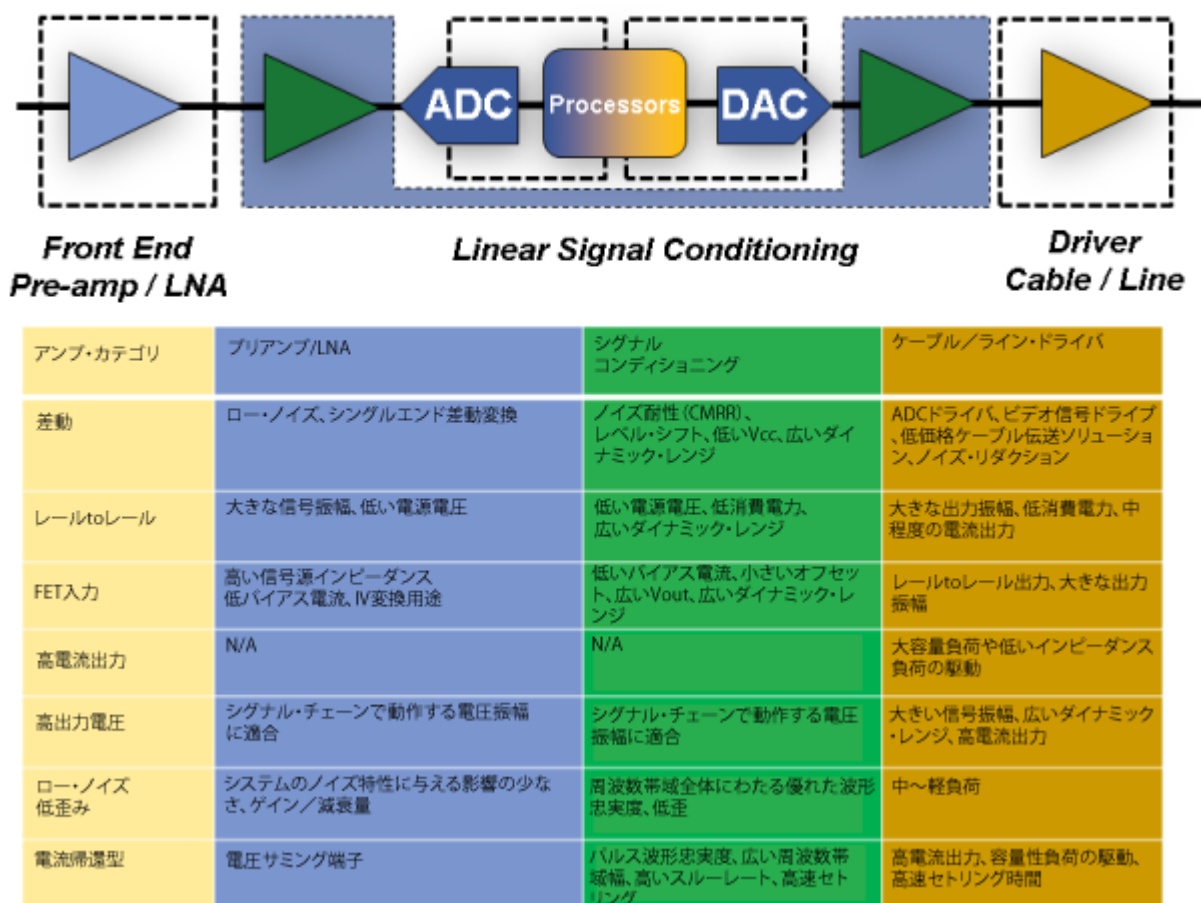 ADC
Processors
DAC
Front End
Pre-amp / LNA
Linear Signal Conditioning
Driver
Cable / Line
アンプ・カテゴリ
プリアンプ/LNA
シグナル
コンディショニング
ケーブル／ライン・ドライバ
差動
ロー・ノイズ、シングルエンド差動変換
ノイズ耐性(CMRR)、
レベル・シフト、低いVcc、広いダイ
ナミック・レンジ
ADCドライバ、ビデオ信号ドライブ
、低価格ケーブル伝送ソリューショ
ン、ノイズ・リダクション
レールtoレール
大きな信号振幅、低い電源電圧
低い電源電圧、低消費電力、
広いダイナミック・レンジ
大きな出力振幅、低消費電力、中
程度の電流出力
FET入力
高い信号源インピーダンス
低バイアス電流、IV変換用途
低いバイアス電流、小さいオフセッ
ト、広いVout、広いダイナミック・レ
ンジ
レールtoレール出力、大きな出力
振幅
高電流出力
N/A
N/A
大容量負荷や低いインピーダンス
負荷の駆動
高出力電圧
シグナル・チェーンで動作する電圧振幅
に適合
シグナル・チェーンで動作する電圧
振幅に適合
大きい信号振幅、広いダイナミック
・レンジ、高電流出力
ロー・ノイズ
低歪み
システムのノイズ特性に与える影響の少な
さ、ゲイン／減衰量
周波数帯域全体にわたる優れた波形
忠実度、低歪
中～軽負荷
電流帰還型
電圧サミング端子
パルス波形忠実度、広い周波数帯
域幅、高いスルーレート、高速セト
リング
高電流出力、容量性負荷の駆動、
高速セトリング時間